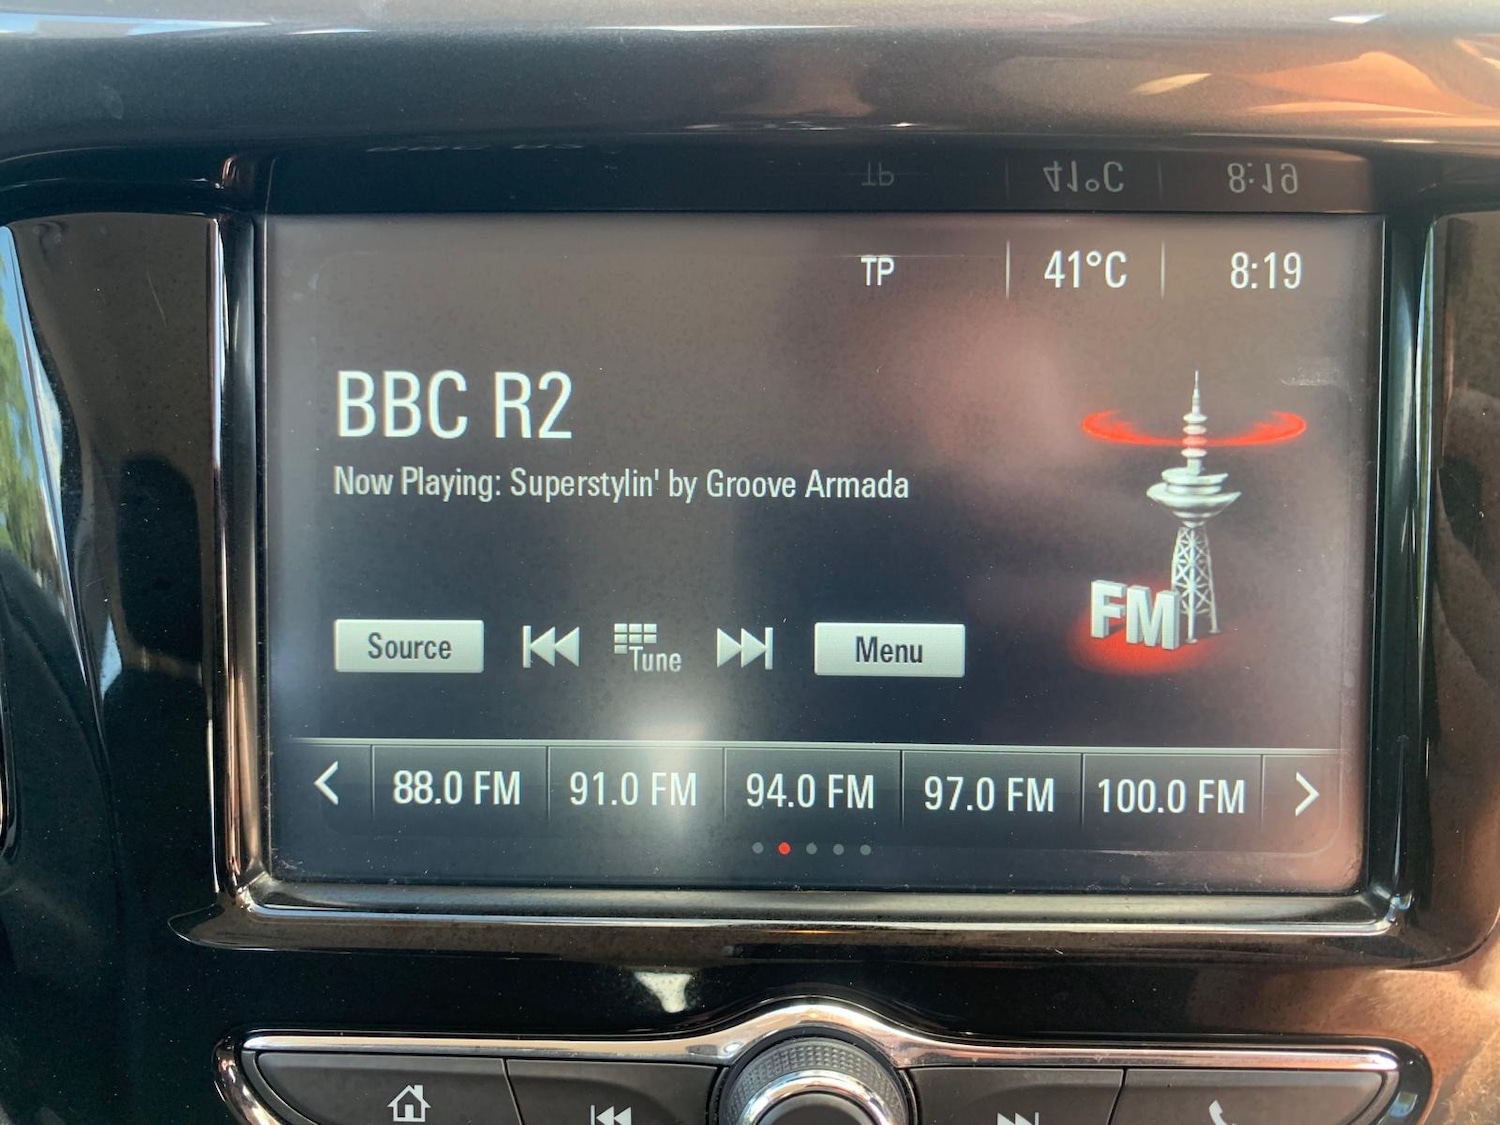 TP 41°C 8:19
BBC R2
Now Playing: Superstylin' by Groove Armada
FM
Source Tune Menu
88.0 FM 91.0 FM 94.0 FM 97.0 FM 100.0 FM